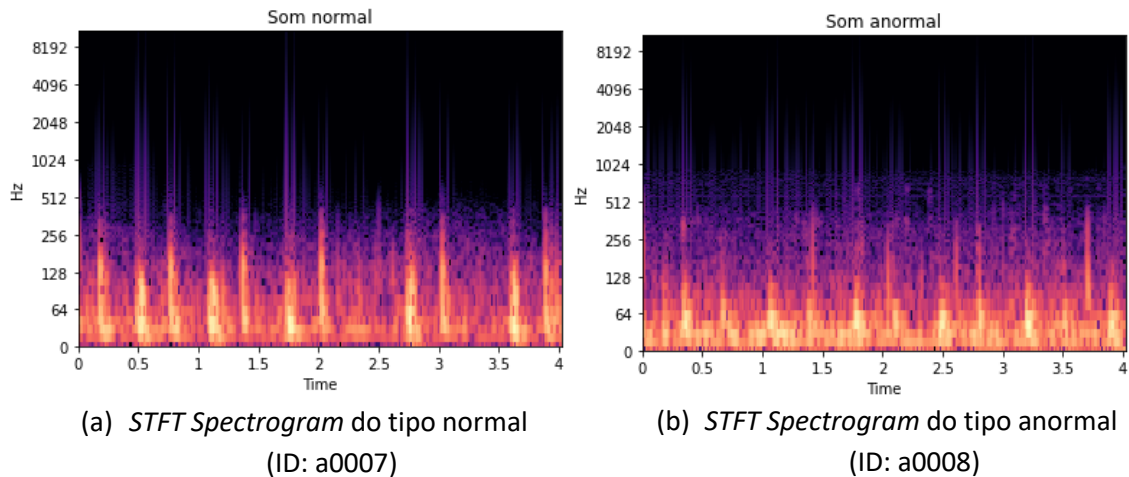 Som normal
8192
4096
2048
1024
512
256
128
64
0
Hz
0 0.5 1 1.5 2 2.5 3 3.5 4
Time
(a) STFT Spectrogram do tipo normal
(ID: a0007)
Som anormal
8192
4096
2048
1024
512
256
128
64
0
Hz
0 0.5 1 1.5 2 2.5 3 3.5 4
Time
(b) STFT Spectrogram do tipo anormal
(ID: a0008)